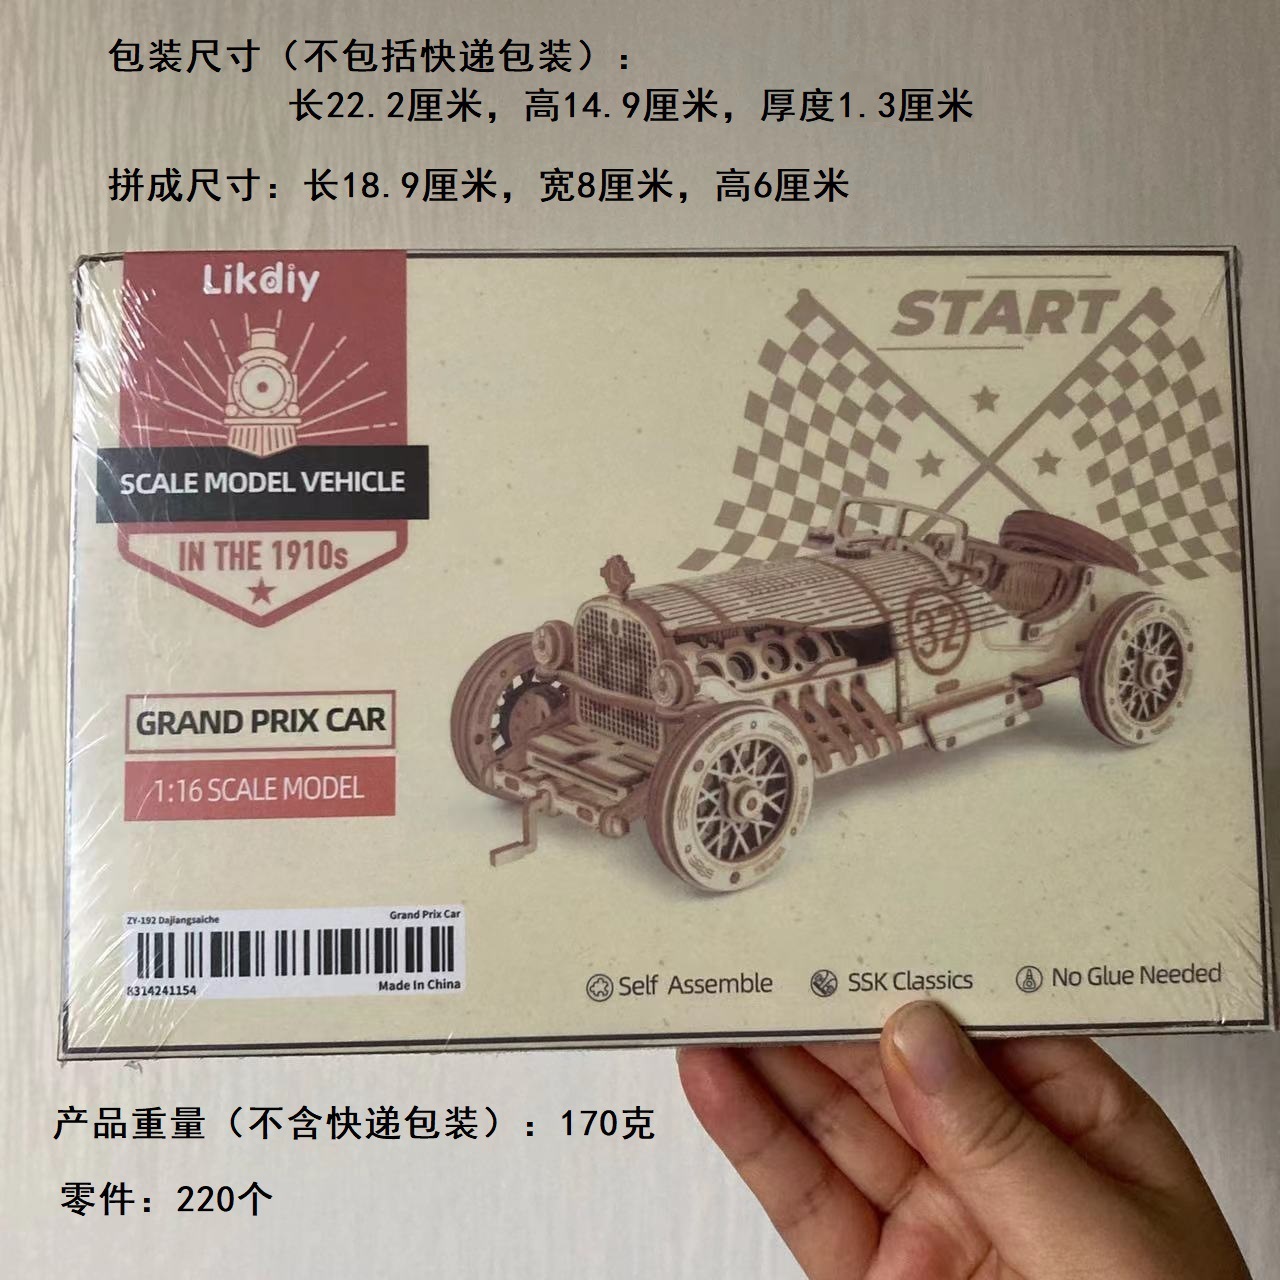 包装尺寸（不包括快递包装）：
长22.2厘米，高14.9厘米，厚度1.3厘米
拼成尺寸：长18.9厘米，宽8厘米，高6厘米
Likdiy
START
SCALE MODEL VEHICLE
IN THE 1910s
32
GRAND PRIX CAR
1:16 SCALE MODEL
ZY-192 Dajiangsaiche Grand Prix Car
8314241154 Made In China
Self Assemble SSK Classics No Glue Needed
产品重量（不含快递包装）：170克
零件：220个